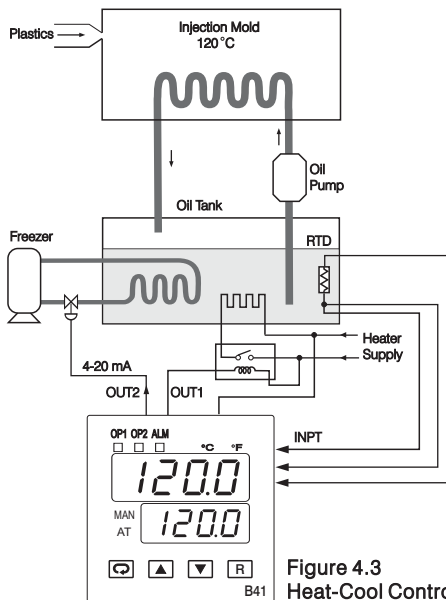 Plastics
Injection Mold
120°C
Oil
Pump
Oil Tank
Freezer
RTD
Heater
Supply
4-20 mA
OUT2
OUT1
INPT
OP1 OP2 ALM
°C °F
120.0
MAN
AT
120.0
R
B41
Figure 4.3
Heat-Cool Contro